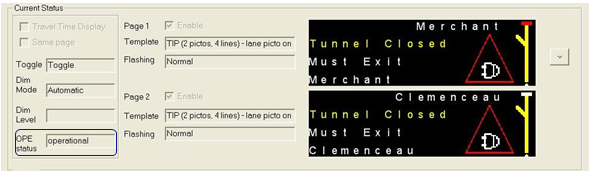 Current Status
Travel Time Display
Same page
Toggle Toggle
Dim Mode Automatic
Dim Level
OPE status operational
Page 1 Enable
Template TIP (2 pictos, 4 lines) - lane picto on
Flashing Normal
Page 2 Enable
Template TIP (2 pictos, 4 lines) - lane picto on
Flashing Normal
Merchant
Tunnel Closed
Must Exit
Merchant
Clemenceau
Tunnel Closed
Must Exit
Clemenceau